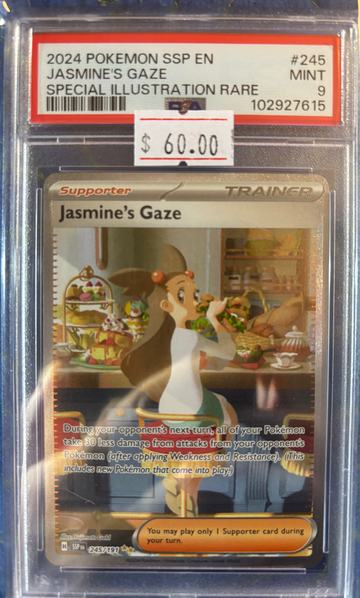 2024 POKEMON SSP EN #245
JASMINE'S GAZE MINT
SPECIAL ILLUSTRATION RARE 9
102927615
$ 60.00
Supporter TRAINER
Jasmine's Gaze
During your opponent's next turn, all of your Pokémon
take 30 less damage from attacks from your opponent's
Pokémon (after applying Weakness and Resistance). (This
includes new Pokémon that come into play.)
You may play only 1 Supporter card during
your turn.
245/191